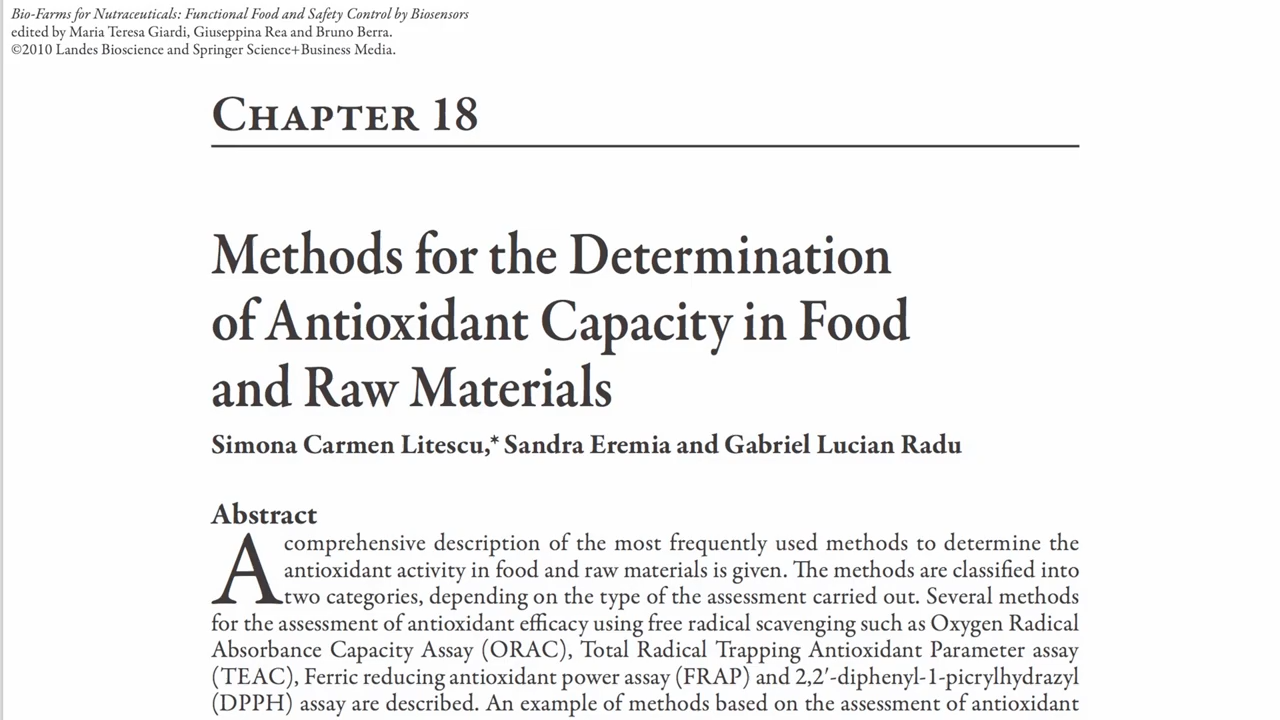 Bio-Farms for Nutraceuticals: Functional Food and Safety Control by Biosensors
edited by Maria Teresa Giardi, Giuseppina Rea and Bruno Berra.
©2010 Landes Bioscience and Springer Science+Business Media.
Chapter 18
Methods for the Determination
of Antioxidant Capacity in Food
and Raw Materials
Simona Carmen Litescu,* Sandra Eremia and Gabriel Lucian Radu
Abstract
A comprehensive description of the most frequently used methods to determine the
antioxidant activity in food and raw materials is given. The methods are classified into
two categories, depending on the type of the assessment carried out. Several methods
for the assessment of antioxidant efficacy using free radical scavenging such as Oxygen Radical
Absorbance Capacity Assay (ORAC), Total Radical Trapping Antioxidant Parameter assay
(TEAC), Ferric reducing antioxidant power assay (FRAP) and 2,2′-diphenyl-1-picrylhydrazyl
(DPPH) assay are described. An example of methods based on the assessment of antioxidant